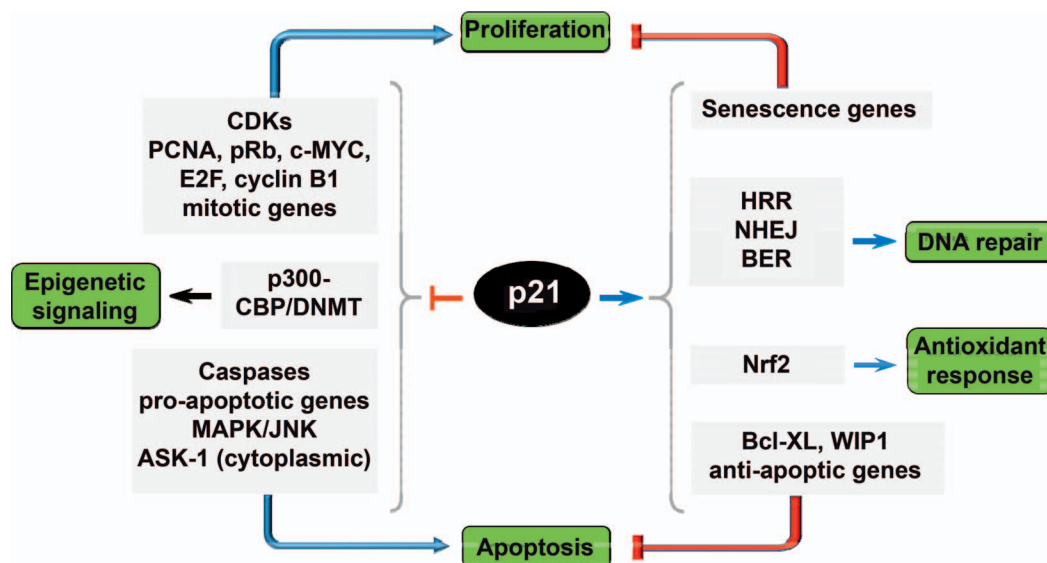 Proliferation
CDKs
PCNA, pRb, c-MYC,
E2F, cyclin B1
mitotic genes
Senescence genes
HRR
NHEJ
BER
DNA repair
Epigenetic
signaling
p300-
CBP/DNMT
p21
Nrf2
Antioxidant
response
Caspases
pro-apoptotic genes
MAPK/JNK
ASK-1 (cytoplasmic)
Bcl-XL, WIP1
anti-apoptic genes
Apoptosis